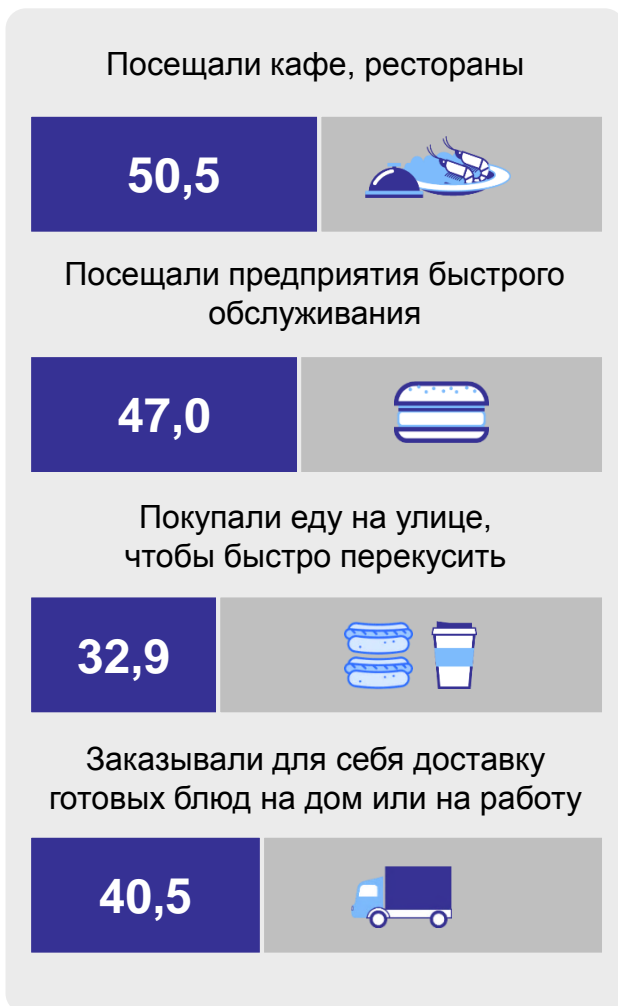 Посещали кафе, рестораны
50,5
Посещали предприятия быстрого
обслуживания
47,0
Покупали еду на улице,
чтобы быстро перекусить
32,9
Заказывали для себя доставку
готовых блюд на дом или на работу
40,5